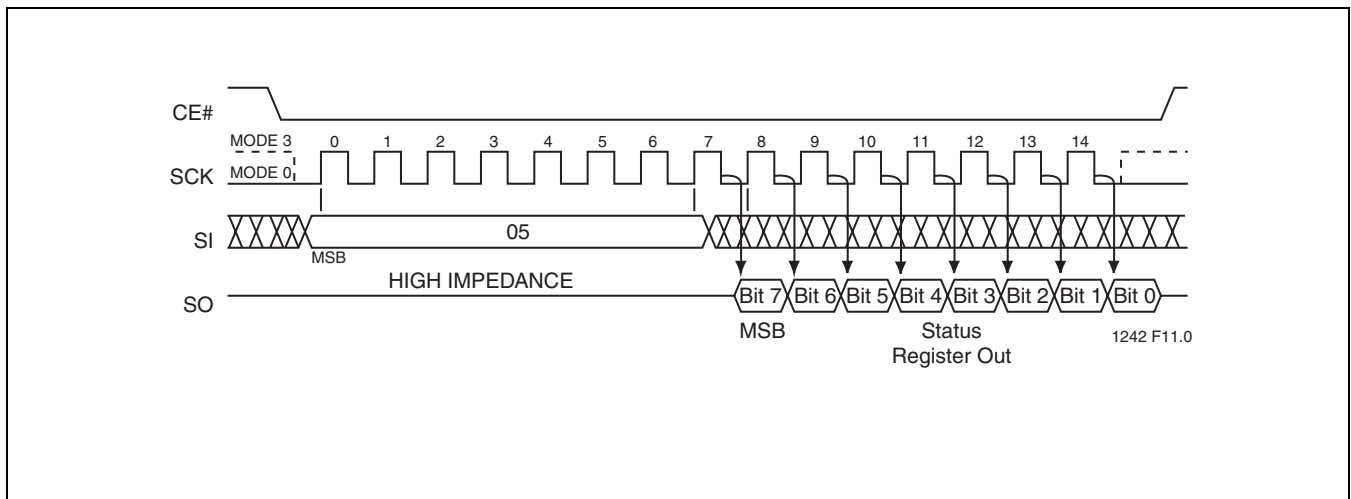 CE#
MODE 3
0 1 2 3 4 5 6 7 8 9 10 11 12 13 14
SCK
MODE 0
SI
05
MSB
HIGH IMPEDANCE
SO
Bit 7 Bit 6 Bit 5 Bit 4 Bit 3 Bit 2 Bit 1 Bit 0
MSB
Status
Register Out
1242 F11.0